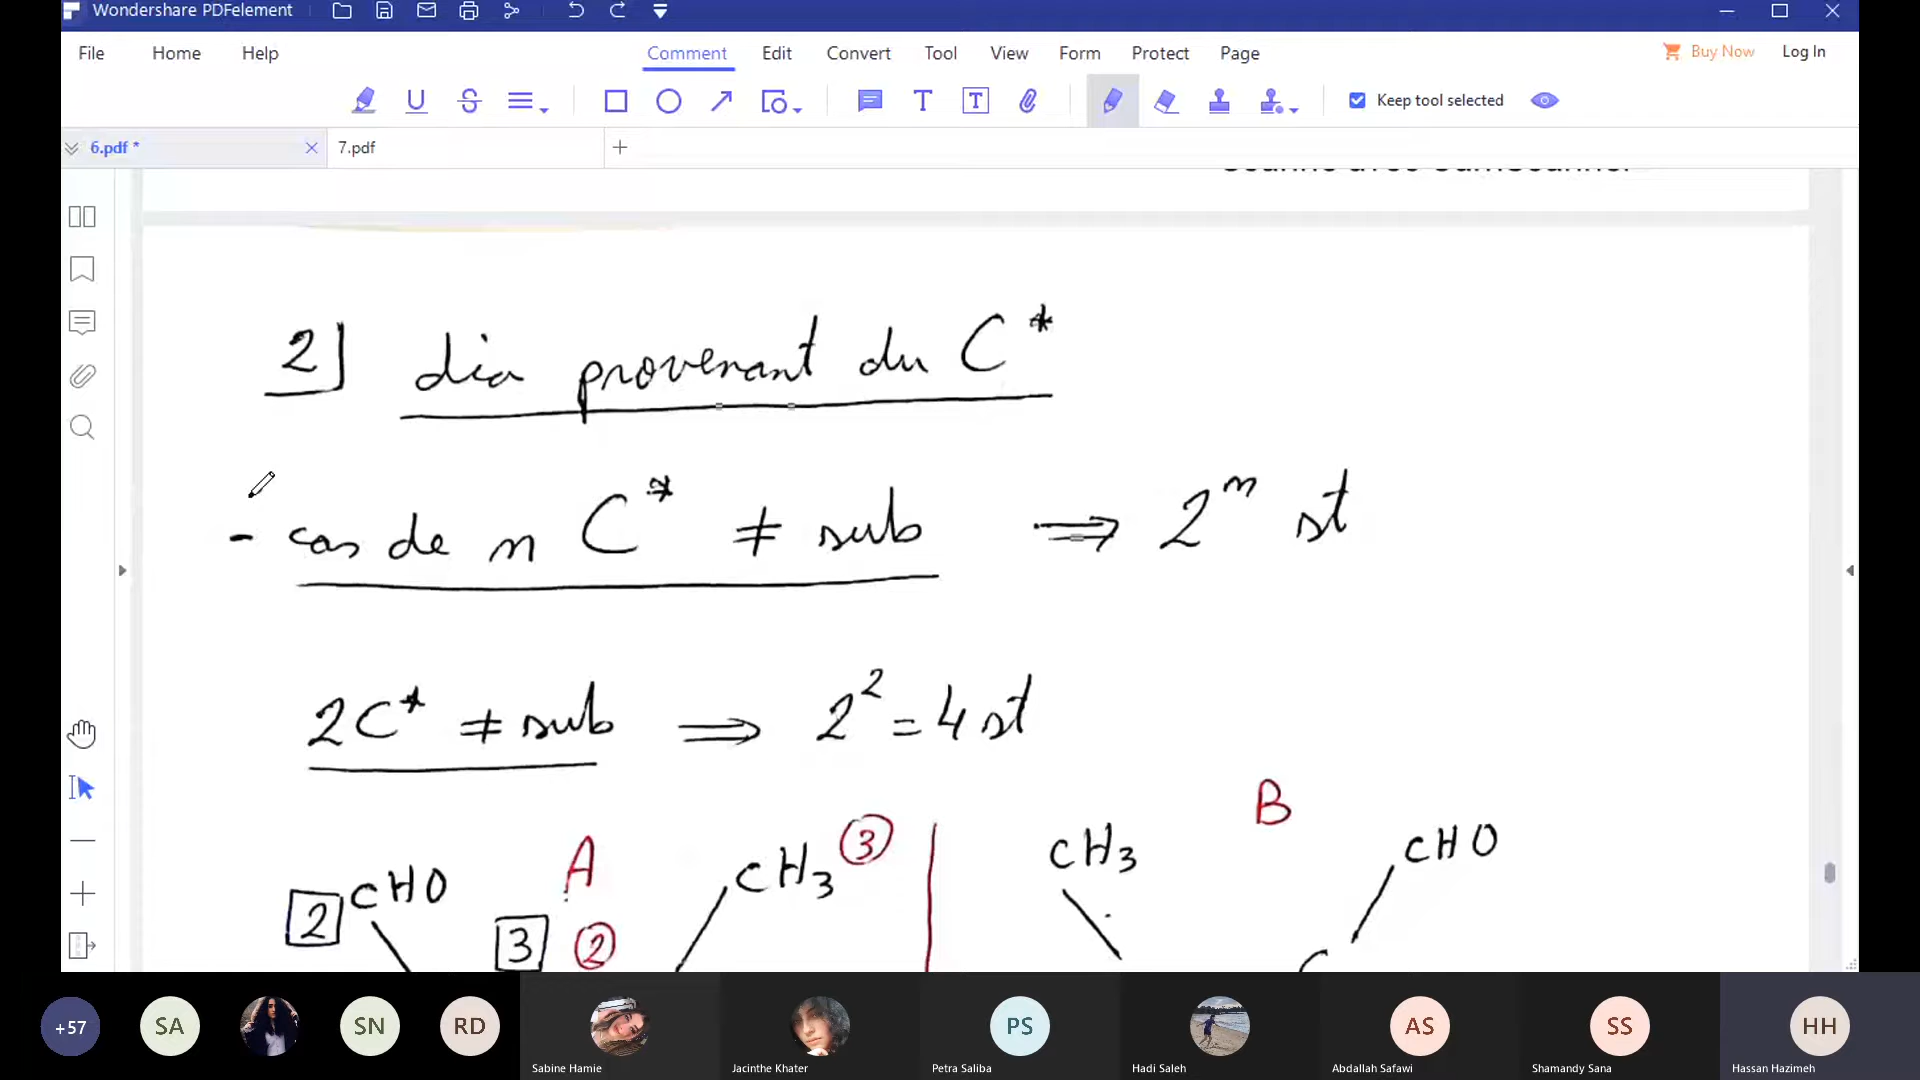 Wondershare PDFelement
File Home Help Comment Edit Convert Tool View Form Protect Page Buy Now Log In
Keep tool selected
6.pdf * 7.pdf
2] dia provenant du C*
- cas de n C* ≠ sub ⟹ 2^n st
2C* ≠ sub ⟹ 2^2 = 4 st
A B
CHO CH3 3 CH3 CHO
2 3 2
C
+57 SA SN RD PS AS SS HH
Sabine Hamie Jacinthe Khater Petra Saliba Hadi Saleh Abdallah Safawi Shamandy Sana Hassan Hazimeh